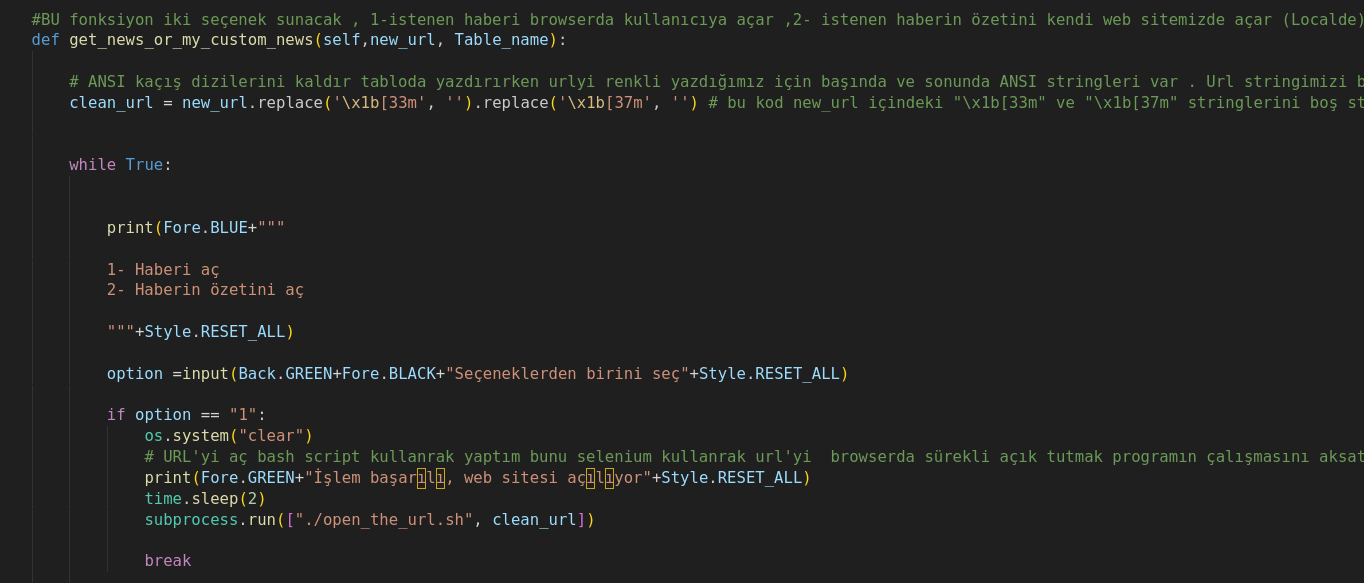 #BU fonksiyon iki seçenek sunacak , 1-istenen haberi browserda kullanıcıya açar ,2- istenen haberin özetini kendi web sitemizde açar (Localde)
def get_news_or_my_custom_news(self,new_url, Table_name):
# ANSI kaçış dizilerini kaldır tabloda yazdırırken urlyi renkli yazdığımız için başında ve sonunda ANSI stringleri var . Url stringimizi
clean_url = new_url.replace('\x1b[33m', '').replace('\x1b[37m', '') # bu kod new_url içindeki "\x1b[33m" ve "\x1b[37m" stringlerini boş
while True:
print(Fore.BLUE+"""
1- Haberi aç
2- Haberin özetini aç
"""+Style.RESET_ALL)
option =input(Back.GREEN+Fore.BLACK+"Seçeneklerden birini seç"+Style.RESET_ALL)
if option == "1":
os.system("clear")
# URL'yi aç bash script kullanrak yaptım bunu selenium kullanrak url'yi  browserda sürekli açık tutmak programın çalışmasını
print(Fore.GREEN+"İşlem başarılı, web sitesi açılıyor"+Style.RESET_ALL)
time.sleep(2)
subprocess.run(["./open_the_url.sh", clean_url])
break